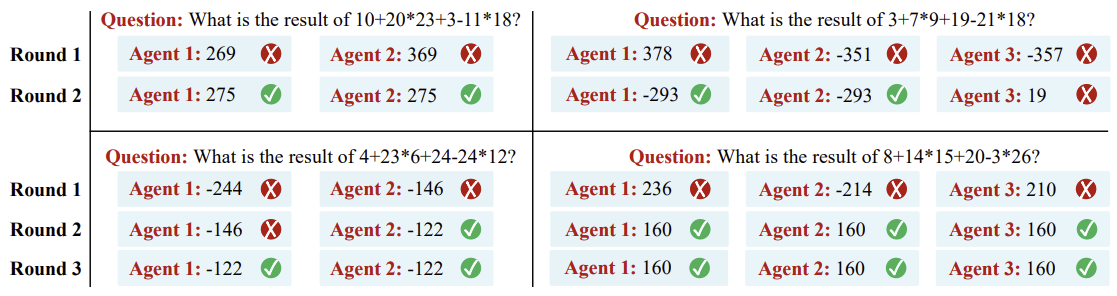 Question: What is the result of 10+20*23+3-11*18?
Question: What is the result of 3+7*9+19-21*18?
Round 1
Agent 1: 269
Agent 2: 369
Agent 1: 378
Agent 2: -351
Agent 3: -357
Round 2
Agent 1: 275
Agent 2: 275
Agent 1: -293
Agent 2: -293
Agent 3: 19
Question: What is the result of 4+23*6+24-24*12?
Question: What is the result of 8+14*15+20-3*26?
Round 1
Agent 1: -244
Agent 2: -146
Agent 1: 236
Agent 2: -214
Agent 3: 210
Round 2
Agent 1: -146
Agent 2: -122
Agent 1: 160
Agent 2: 160
Agent 3: 160
Round 3
Agent 1: -122
Agent 2: -122
Agent 1: 160
Agent 2: 160
Agent 3: 160